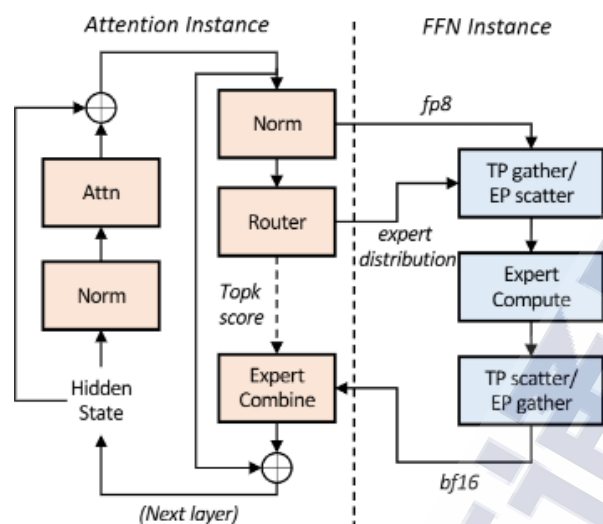 Attention Instance
FFN Instance
Norm
fp8
Attn
Router
TP gather/
EP scatter
expert
distribution
Norm
Topk
score
Expert
Compute
Hidden
State
Expert
Combine
TP scatter/
EP gather
bf16
(Next layer)